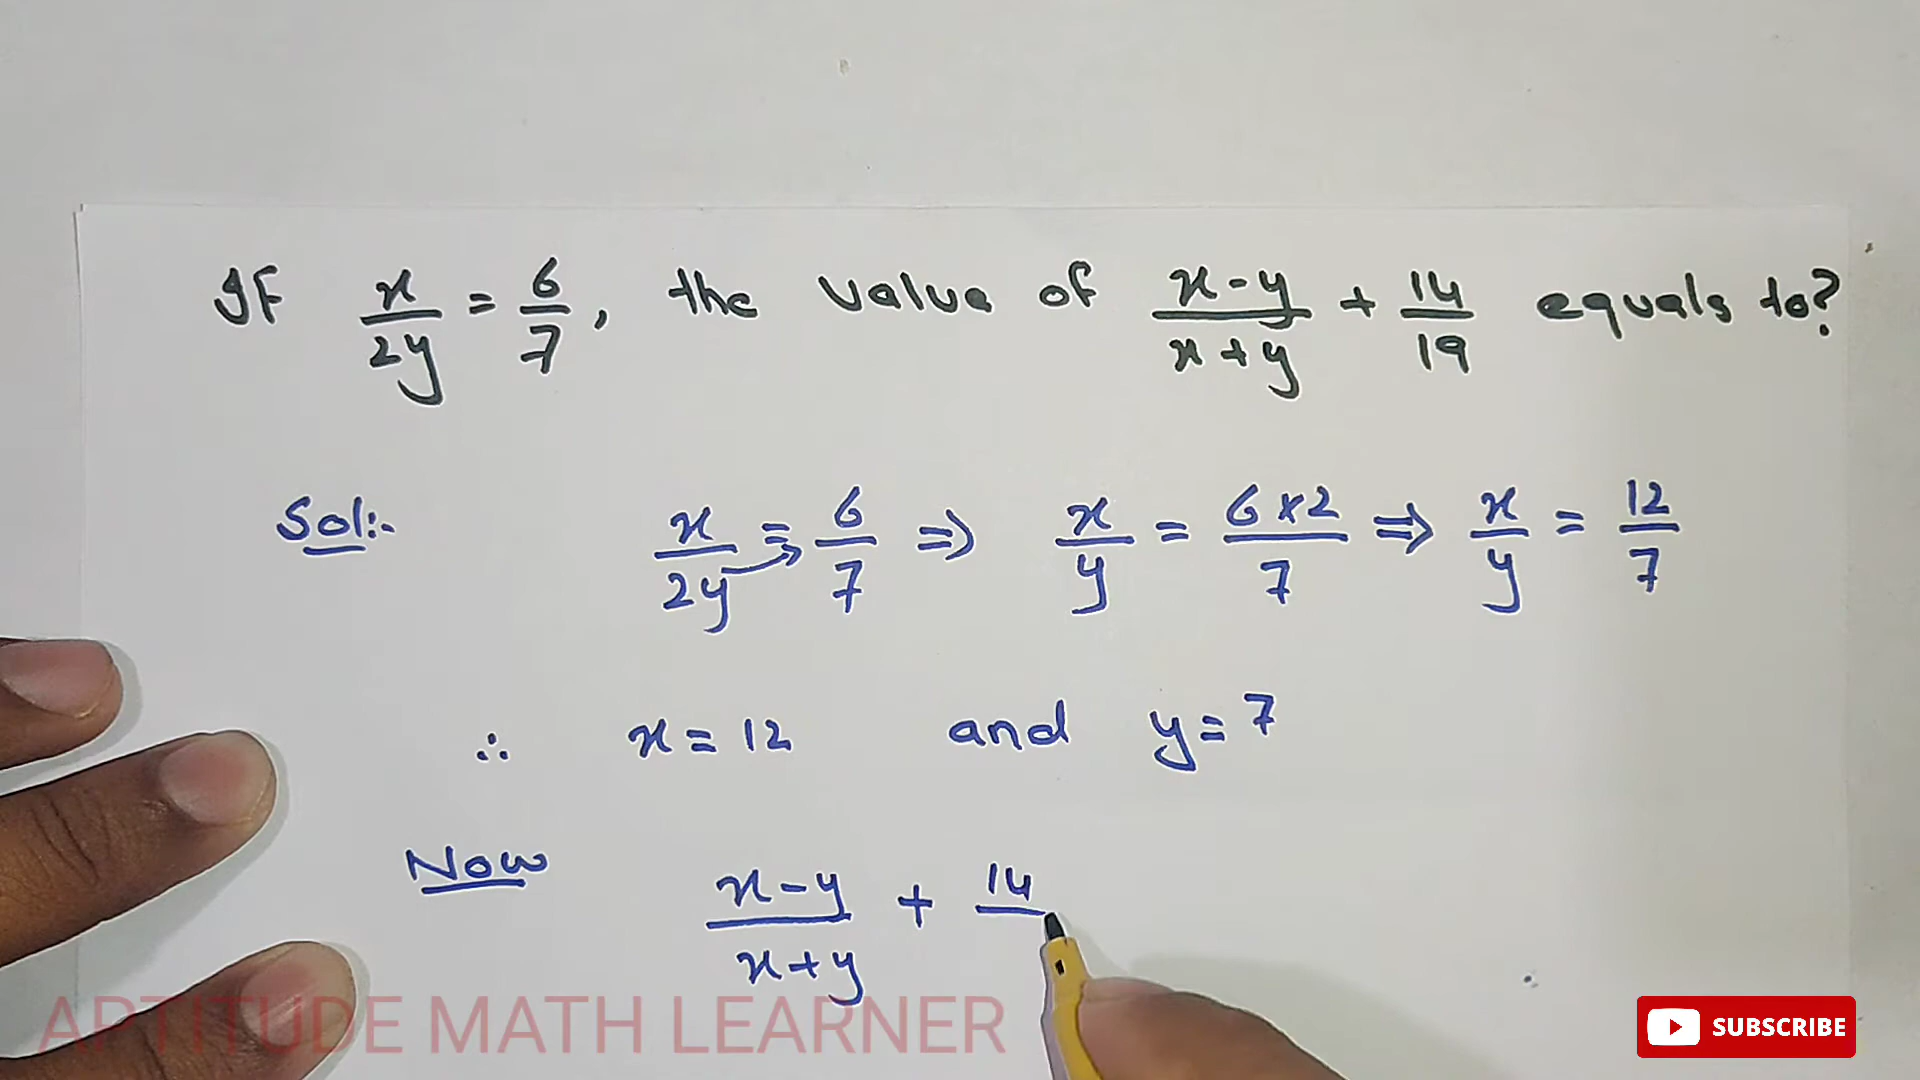 If x/2y = 6/7, the value of x-y/x+y + 14/19 equals to?
Sol:- x/2y = 6/7 ⇒ x/y = 6×2/7 ⇒ x/y = 12/7
∴ x = 12 and y = 7
Now x-y/x+y + 14
APTITUDE MATH LEARNER
SUBSCRIBE